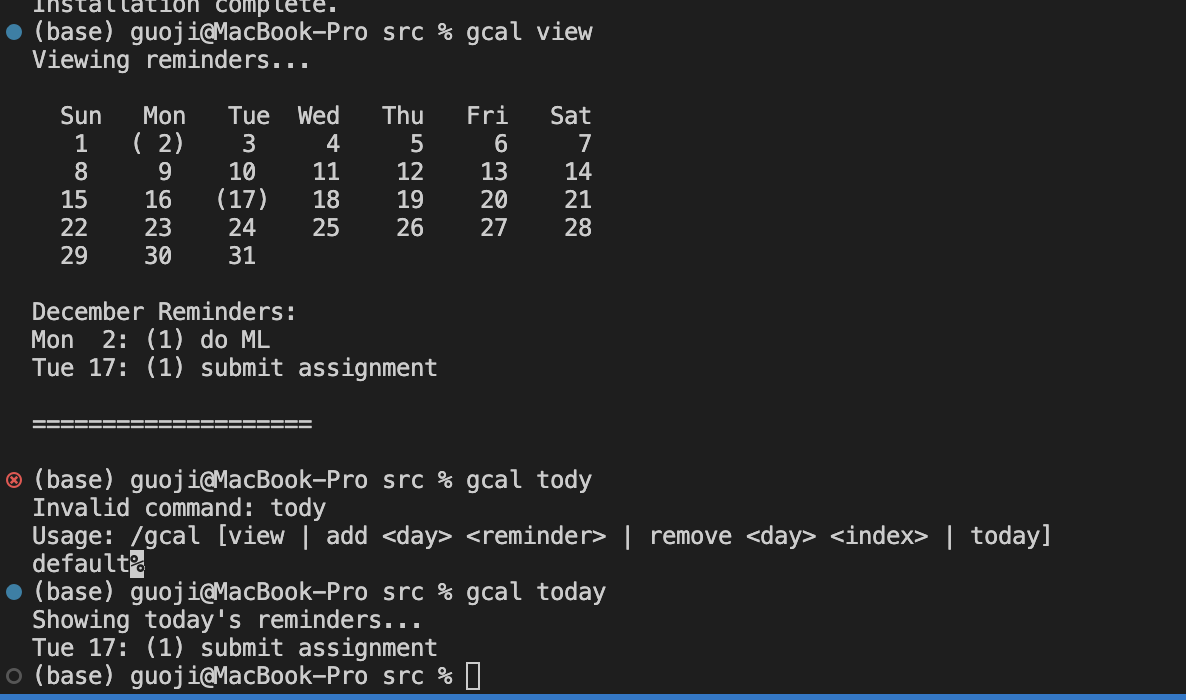 Installation complete.
(base) guoji@MacBook-Pro src % gcal view
Viewing reminders...
Sun Mon Tue Wed Thu Fri Sat
1 ( 2) 3 4 5 6 7
8 9 10 11 12 13 14
15 16 (17) 18 19 20 21
22 23 24 25 26 27 28
29 30 31
December Reminders:
Mon  2: (1) do ML
Tue 17: (1) submit assignment
====================
(base) guoji@MacBook-Pro src % gcal tody
Invalid command: tody
Usage: /gcal [view | add <day> <reminder> | remove <day> <index> | today]
default%
(base) guoji@MacBook-Pro src % gcal today
Showing today's reminders...
Tue 17: (1) submit assignment
(base) guoji@MacBook-Pro src %